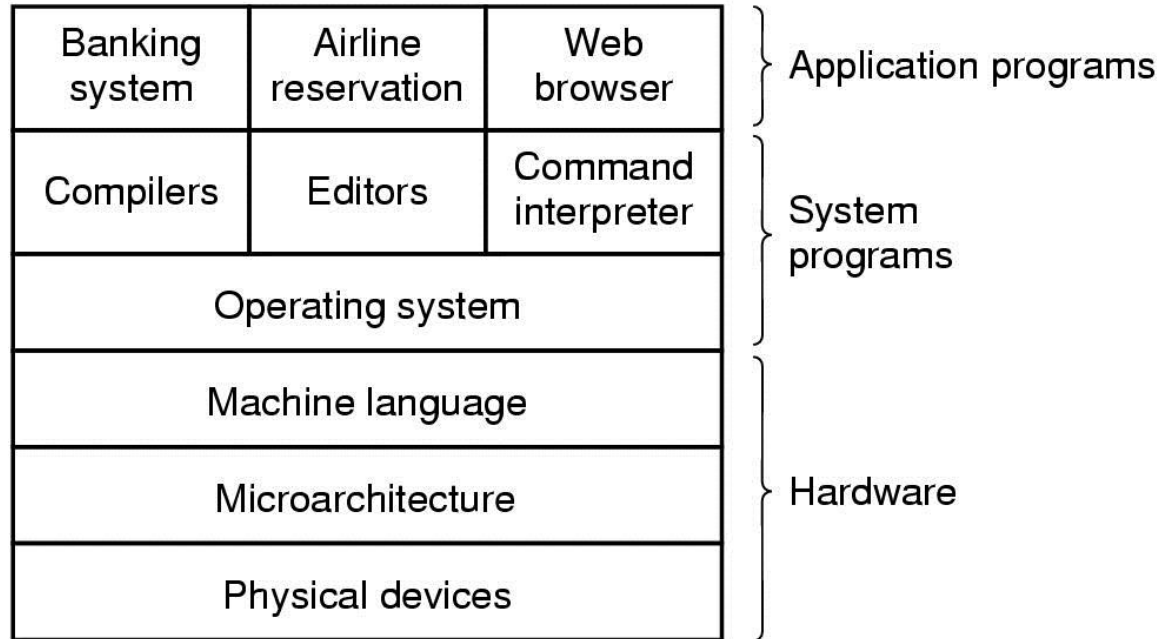 Banking
system
Airline
reservation
Web
browser
Application programs
Compilers
Editors
Command
interpreter
System
programs
Operating system
Machine language
Microarchitecture
Hardware
Physical devices